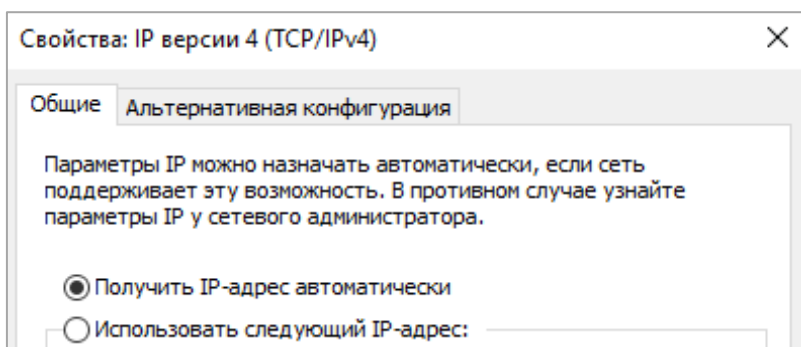 Свойства: IP версии 4 (TCP/IPv4)
Общие Альтернативная конфигурация
Параметры IP можно назначать автоматически, если сеть
поддерживает эту возможность. В противном случае узнайте
параметры IP у сетевого администратора.
Получить IP-адрес автоматически
Использовать следующий IP-адрес: